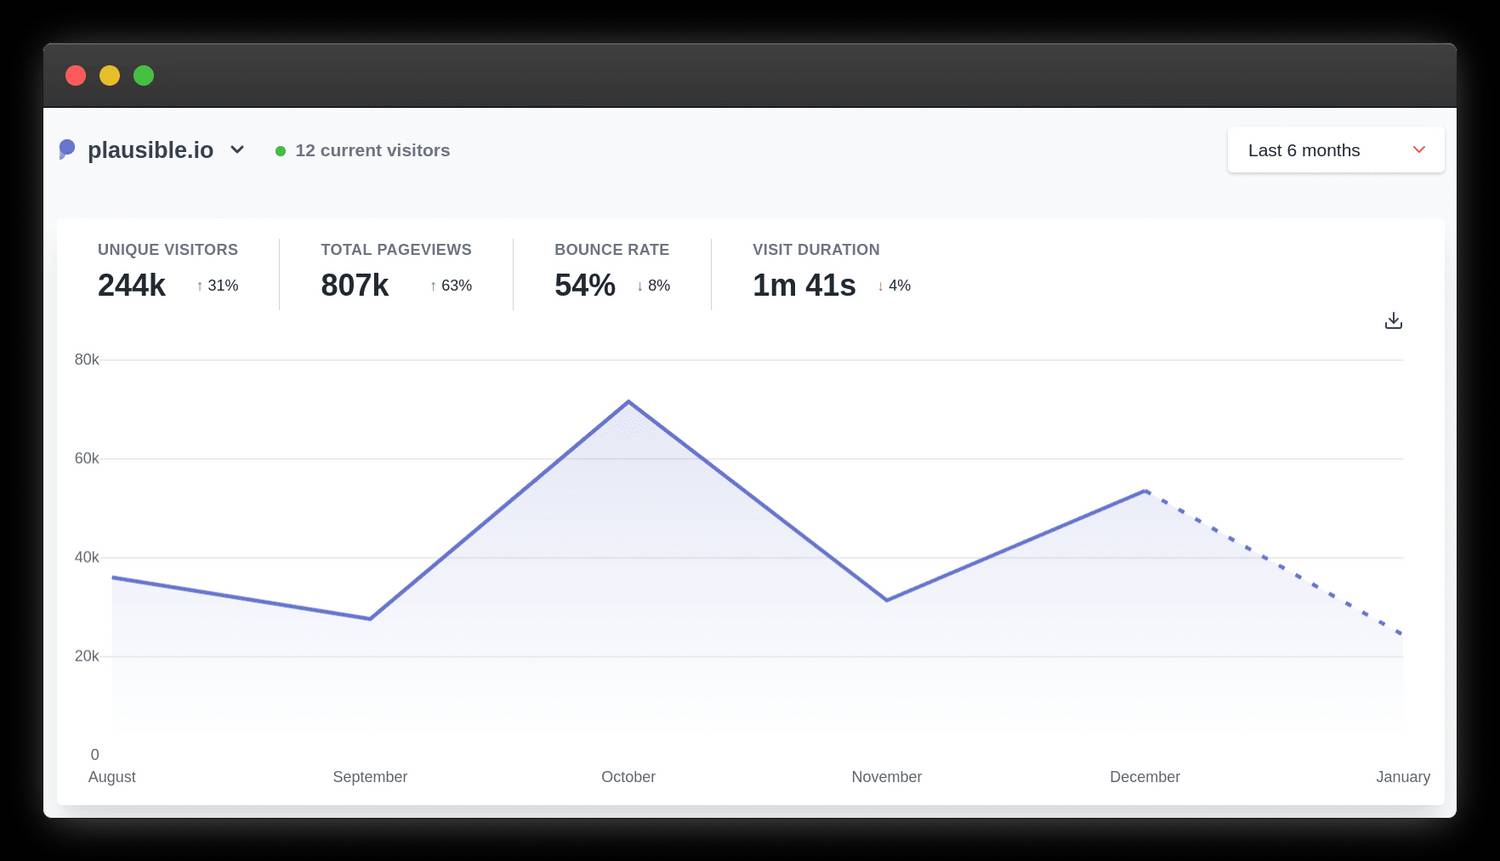 plausible.io
12 current visitors
Last 6 months
UNIQUE VISITORS
244k ↑ 31%
TOTAL PAGEVIEWS
807k ↑ 63%
BOUNCE RATE
54% ↓ 8%
VISIT DURATION
1m 41s ↓ 4%
80k
60k
40k
20k
0
August September October November December January